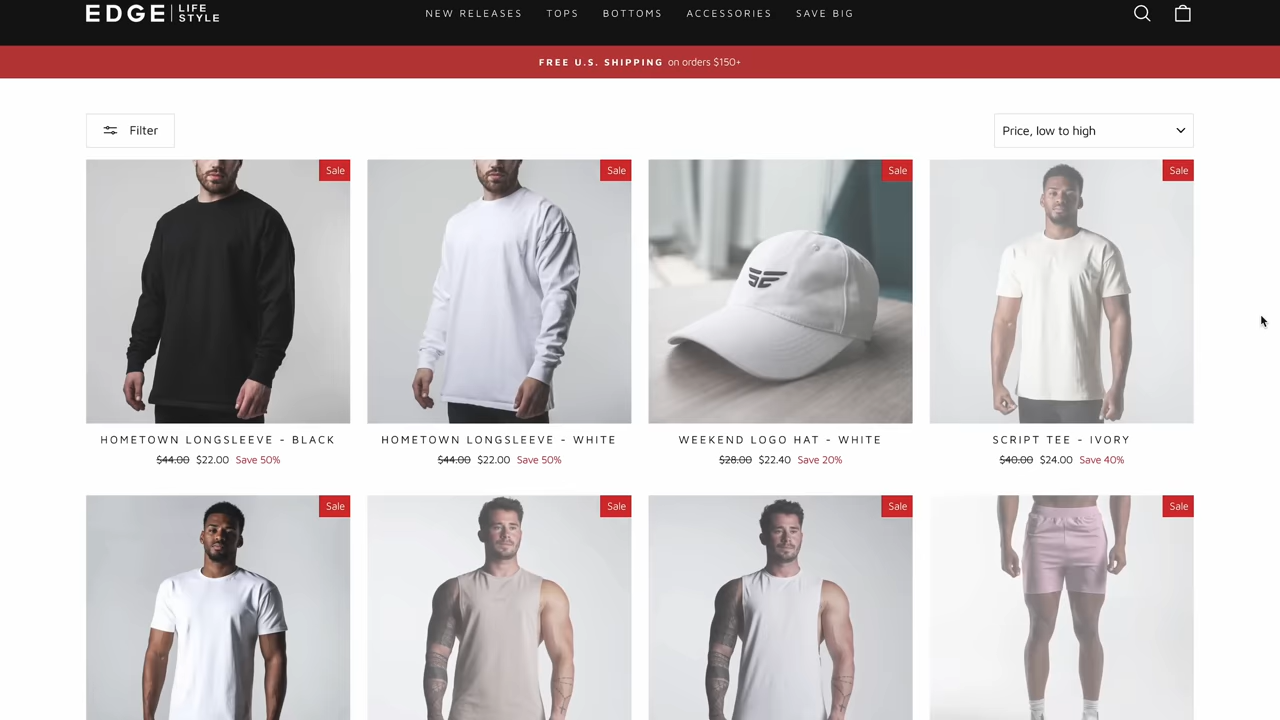 EDGE LIFE STYLE
NEW RELEASES TOPS BOTTOMS ACCESSORIES SAVE BIG
FREE U.S. SHIPPING on orders $150+
Filter
Price, low to high
Sale Sale Sale Sale
HOMETOWN LONGSLEEVE - BLACK
$44.00 $22.00 Save 50%
HOMETOWN LONGSLEEVE - WHITE
$44.00 $22.00 Save 50%
WEEKEND LOGO HAT - WHITE
$28.00 $22.40 Save 20%
SCRIPT TEE - IVORY
$40.00 $24.00 Save 40%
Sale Sale Sale Sale